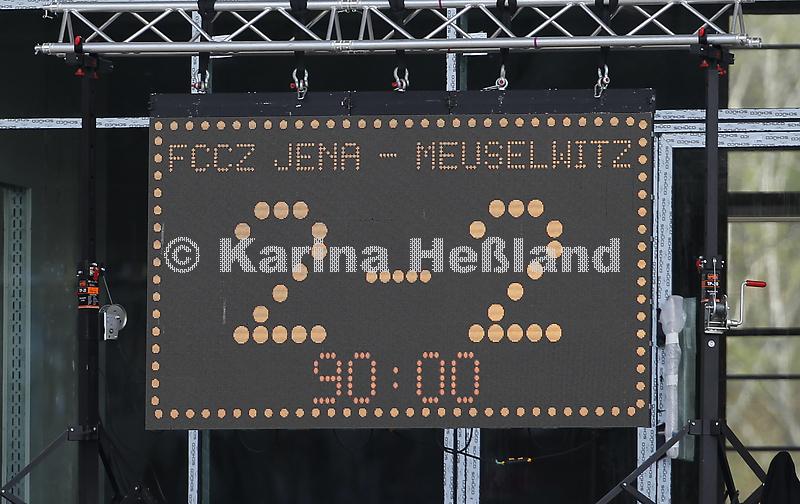 FCCZ JENA - MEUSELWITZ
2-2
90:00
© Karina Heßland